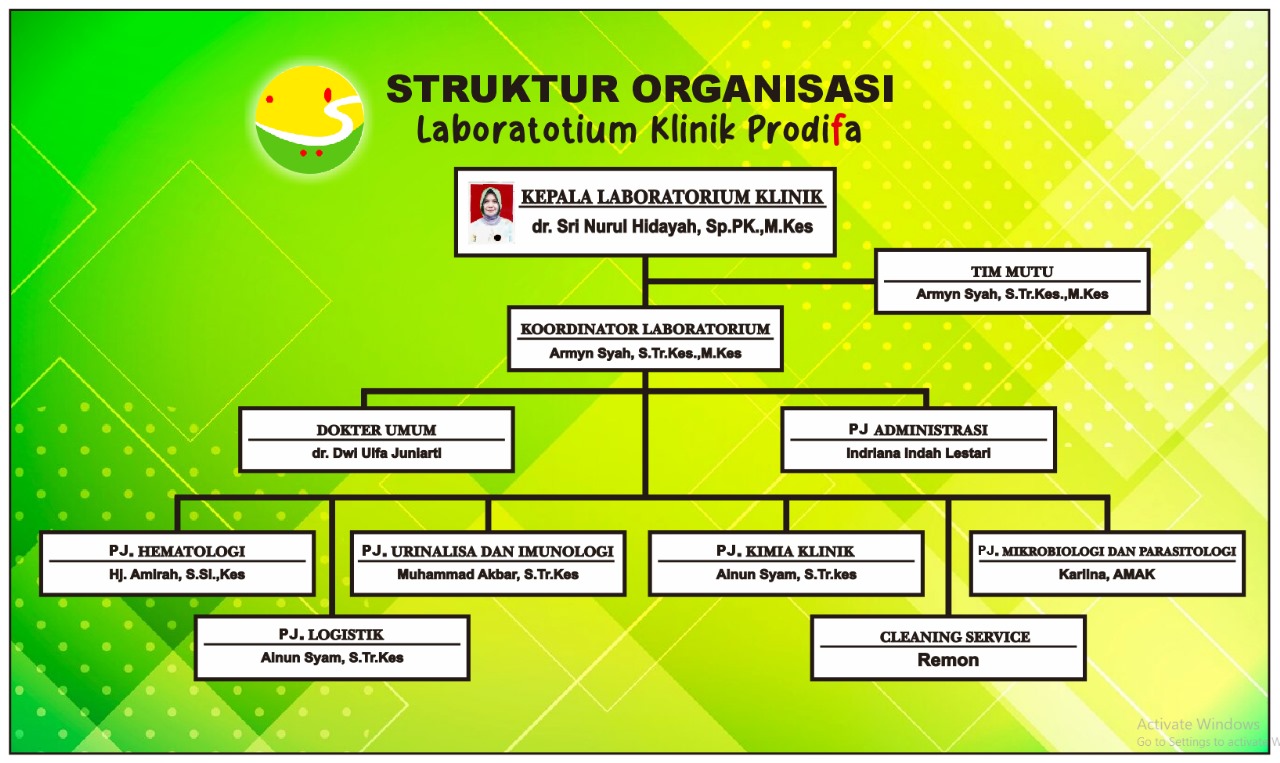 STRUKTUR ORGANISASI
Laboratotium Klinik Prodifa
KEPALA LABORATORIUM KLINIK
dr. Sri Nurul Hidayah, Sp.PK.,M.Kes
TIM MUTU
Armyn Syah, S.Tr.Kes.,M.Kes
KOORDINATOR LABORATORIUM
Armyn Syah, S.Tr.Kes.,M.Kes
DOKTER UMUM
dr. Dwi Ulfa Juniarti
PJ ADMINISTRASI
Indriana Indah Lestari
PJ. HEMATOLOGI
Hj. Amirah, S.SI.,Kes
PJ. URINALISA DAN IMUNOLOGI
Muhammad Akbar, S.Tr.Kes
PJ. KIMIA KLINIK
Ainun Syam, S.Tr.kes
PJ. MIKROBIOLOGI DAN PARASITOLOGI
Karlina, AMAK
PJ. LOGISTIK
Ainun Syam, S.Tr.Kes
CLEANING SERVICE
Remon
Activate Windows
Go to Settings to activate W